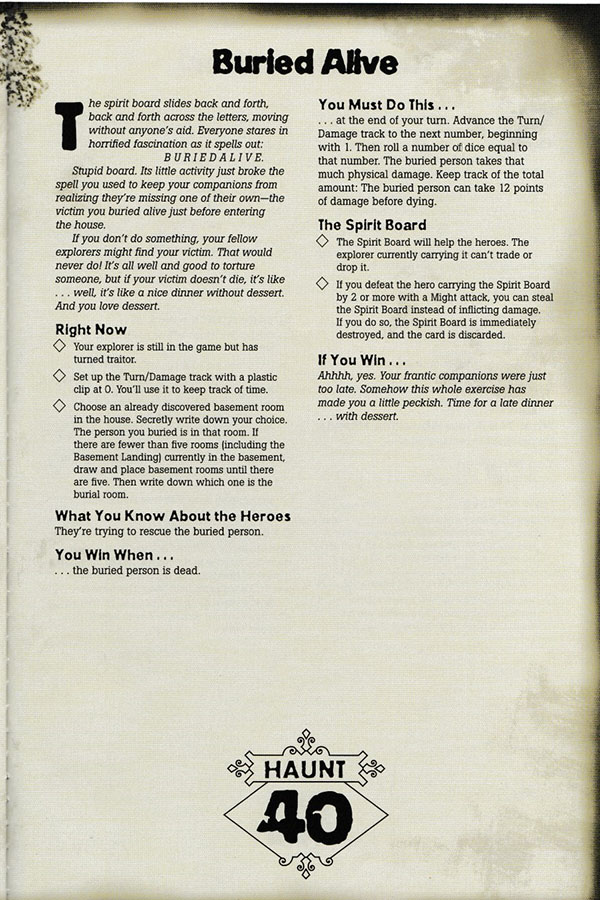 Buried Alive
The spirit board slides back and forth,
back and forth across the letters, moving
without anyone's aid. Everyone stares in
horrified fascination as it spells out:
B U R I E D A L I V E.
Stupid board. Its little activity just broke the
spell you used to keep your companions from
realizing they're missing one of their own—the
victim you buried alive just before entering
the house.
If you don't do something, your fellow
explorers might find your victim. That would
never do! It's all well and good to torture
someone, but if your victim doesn't die, it's like
. . . well, it's like a nice dinner without dessert.
And you love dessert.
Right Now
◇ Your explorer is still in the game but has
turned traitor.
◇ Set up the Turn/Damage track with a plastic
clip at 0. You'll use it to keep track of time.
◇ Choose an already discovered basement room
in the house. Secretly write down your choice.
The person you buried is in that room. If
there are fewer than five rooms (including the
Basement Landing) currently in the basement,
draw and place basement rooms until there
are five. Then write down which one is the
burial room.
What You Know About the Heroes
They're trying to rescue the buried person.
You Win When . . .
. . . the buried person is dead.
You Must Do This . . .
. . . at the end of your turn. Advance the Turn/
Damage track to the next number, beginning
with 1. Then roll a number of dice equal to
that number. The buried person takes that
much physical damage. Keep track of the total
amount: The buried person can take 12 points
of damage before dying.
The Spirit Board
◇ The Spirit Board will help the heroes. The
explorer currently carrying it can't trade or
drop it.
◇ If you defeat the hero carrying the Spirit Board
by 2 or more with a Might attack, you can steal
the Spirit Board instead of inflicting damage.
If you do so, the Spirit Board is immediately
destroyed, and the card is discarded.
If You Win . . .
Ahhhh, yes. Your frantic companions were just
too late. Somehow this whole exercise has
made you a little peckish. Time for a late dinner
. . . with dessert.
HAUNT
40